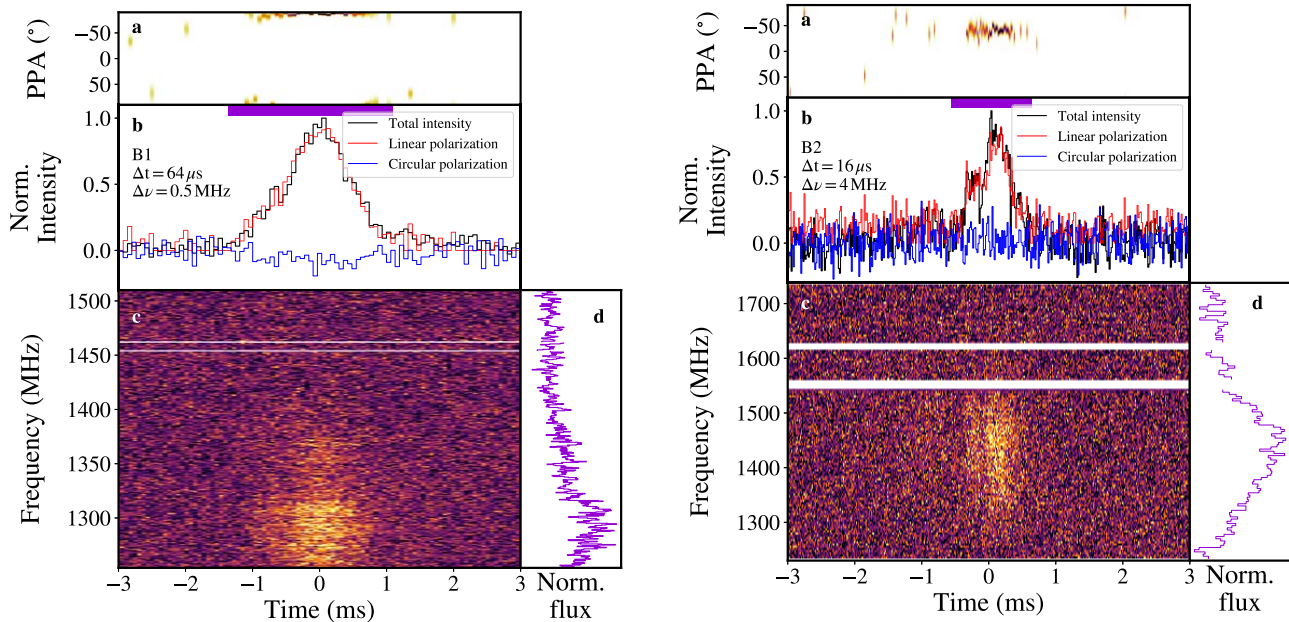 a
PPA (°)
−50
0
50
b
Norm.
Intensity
1.0
0.5
0.0
B1
Δt = 64 μs
Δν = 0.5 MHz
Total intensity
Linear polarization
Circular polarization
c
d
Frequency (MHz)
1500
1450
1400
1350
1300
−3 −2 −1 0 1 2 3
Time (ms)
Norm.
flux
a
PPA (°)
−50
0
50
b
Norm.
Intensity
1.0
0.5
0.0
B2
Δt = 16 μs
Δν = 4 MHz
Total intensity
Linear polarization
Circular polarization
c
d
Frequency (MHz)
1700
1600
1500
1400
1300
−3 −2 −1 0 1 2 3
Time (ms)
Norm.
flux